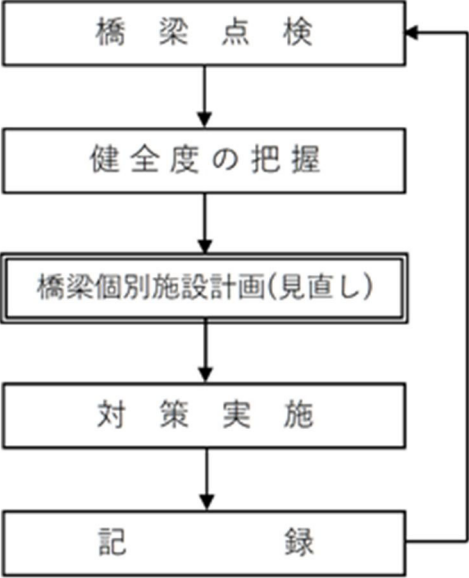 橋梁点検
健全度の把握
橋梁個別施設計画(見直し)
対策実施
記録